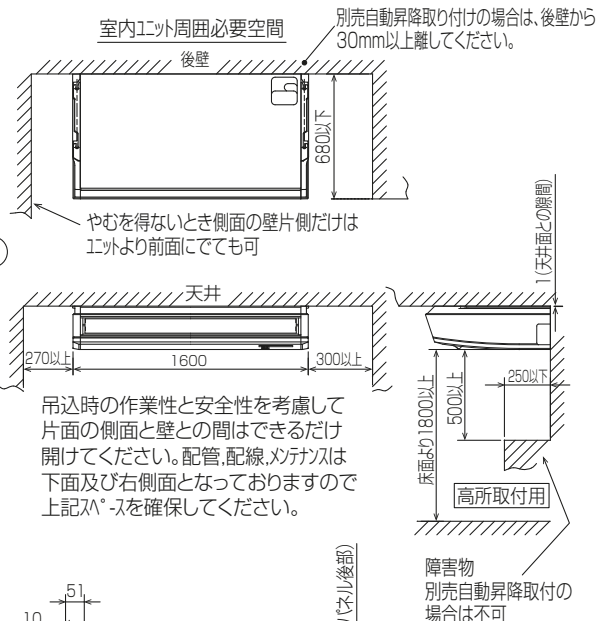 室内ユニット周囲必要空間
別売自動昇降取り付けの場合は、後壁から
30mm以上離してください。
後壁
680以下
やむを得ないとき側面の壁片側だけは
ユニットより前面にでても可
1(天井面との隙間)
天井
270以上
1600
300以上
250以下
500以上
床面より1800以上
高所取付用
吊込時の作業性と安全性を考慮して
片面の側面と壁との間はできるだけ
開けてください。配管,配線,メンテナンスは
下面及び右側面となっておりますので
上記スペースを確保してください。
障害物
別売自動昇降取付の
場合は不可
51
10
パネル後部)